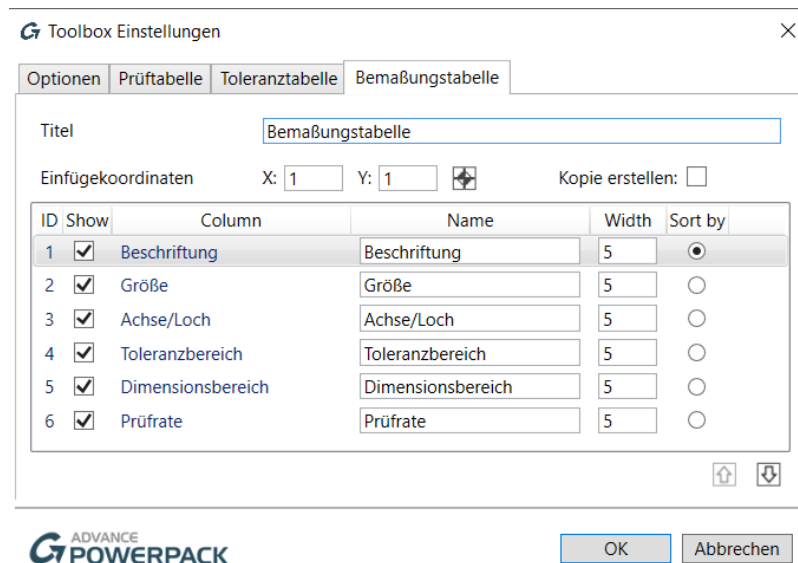 Toolbox Einstellungen
Optionen Prüftabelle Toleranztabelle Bemaßungstabelle
Titel Bemaßungstabelle
Einfügekoordinaten X: 1 Y: 1 Kopie erstellen:
ID Show Column Name Width Sort by
1 Beschriftung Beschriftung 5
2 Größe Größe 5
3 Achse/Loch Achse/Loch 5
4 Toleranzbereich Toleranzbereich 5
5 Dimensionsbereich Dimensionsbereich 5
6 Prüfrate Prüfrate 5
ADVANCE
POWERPACK
OK Abbrechen